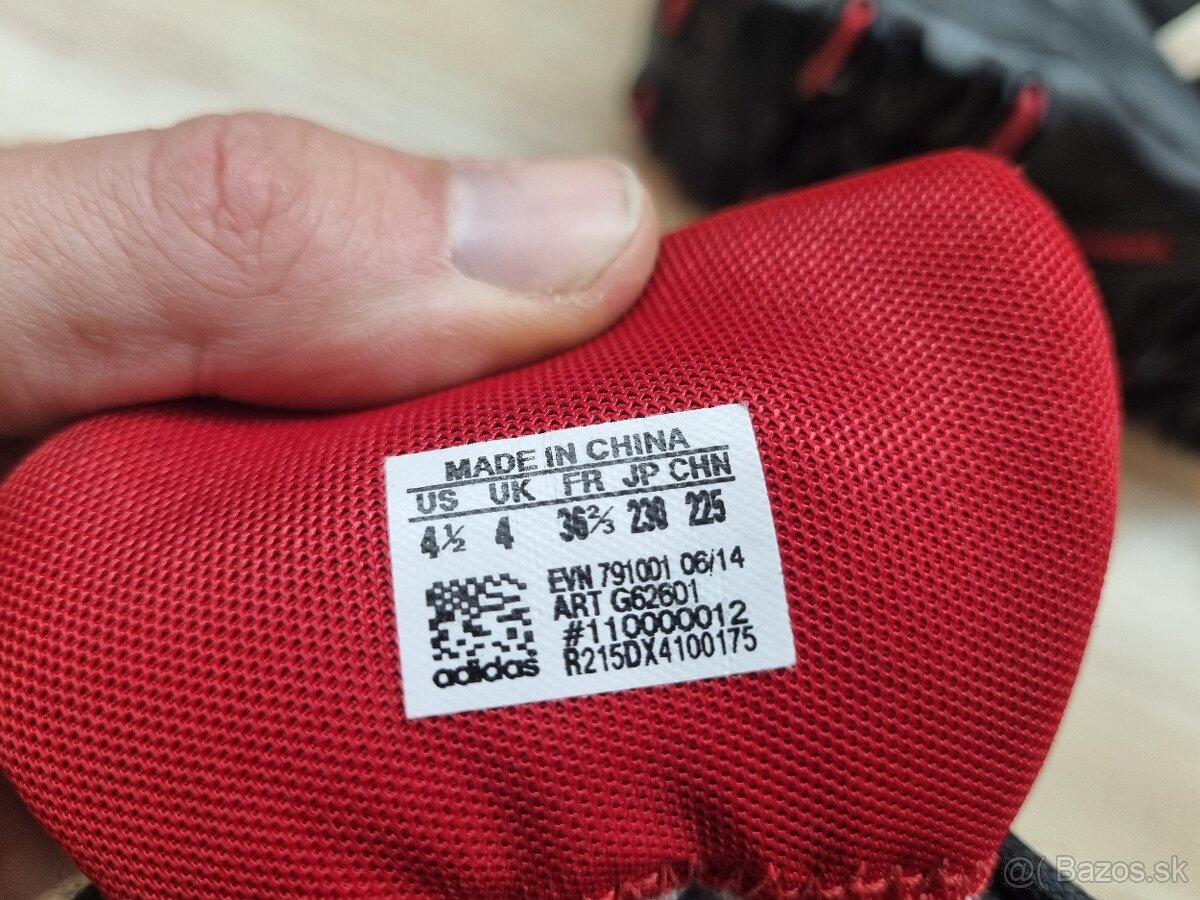 MADE IN CHINA
US UK FR JP CHN
4½ 4 36⅔ 230 225
EVN 791001 06/14
ART G62601
#110000012
R215DX4100175
adidas
@( Bazos.sk